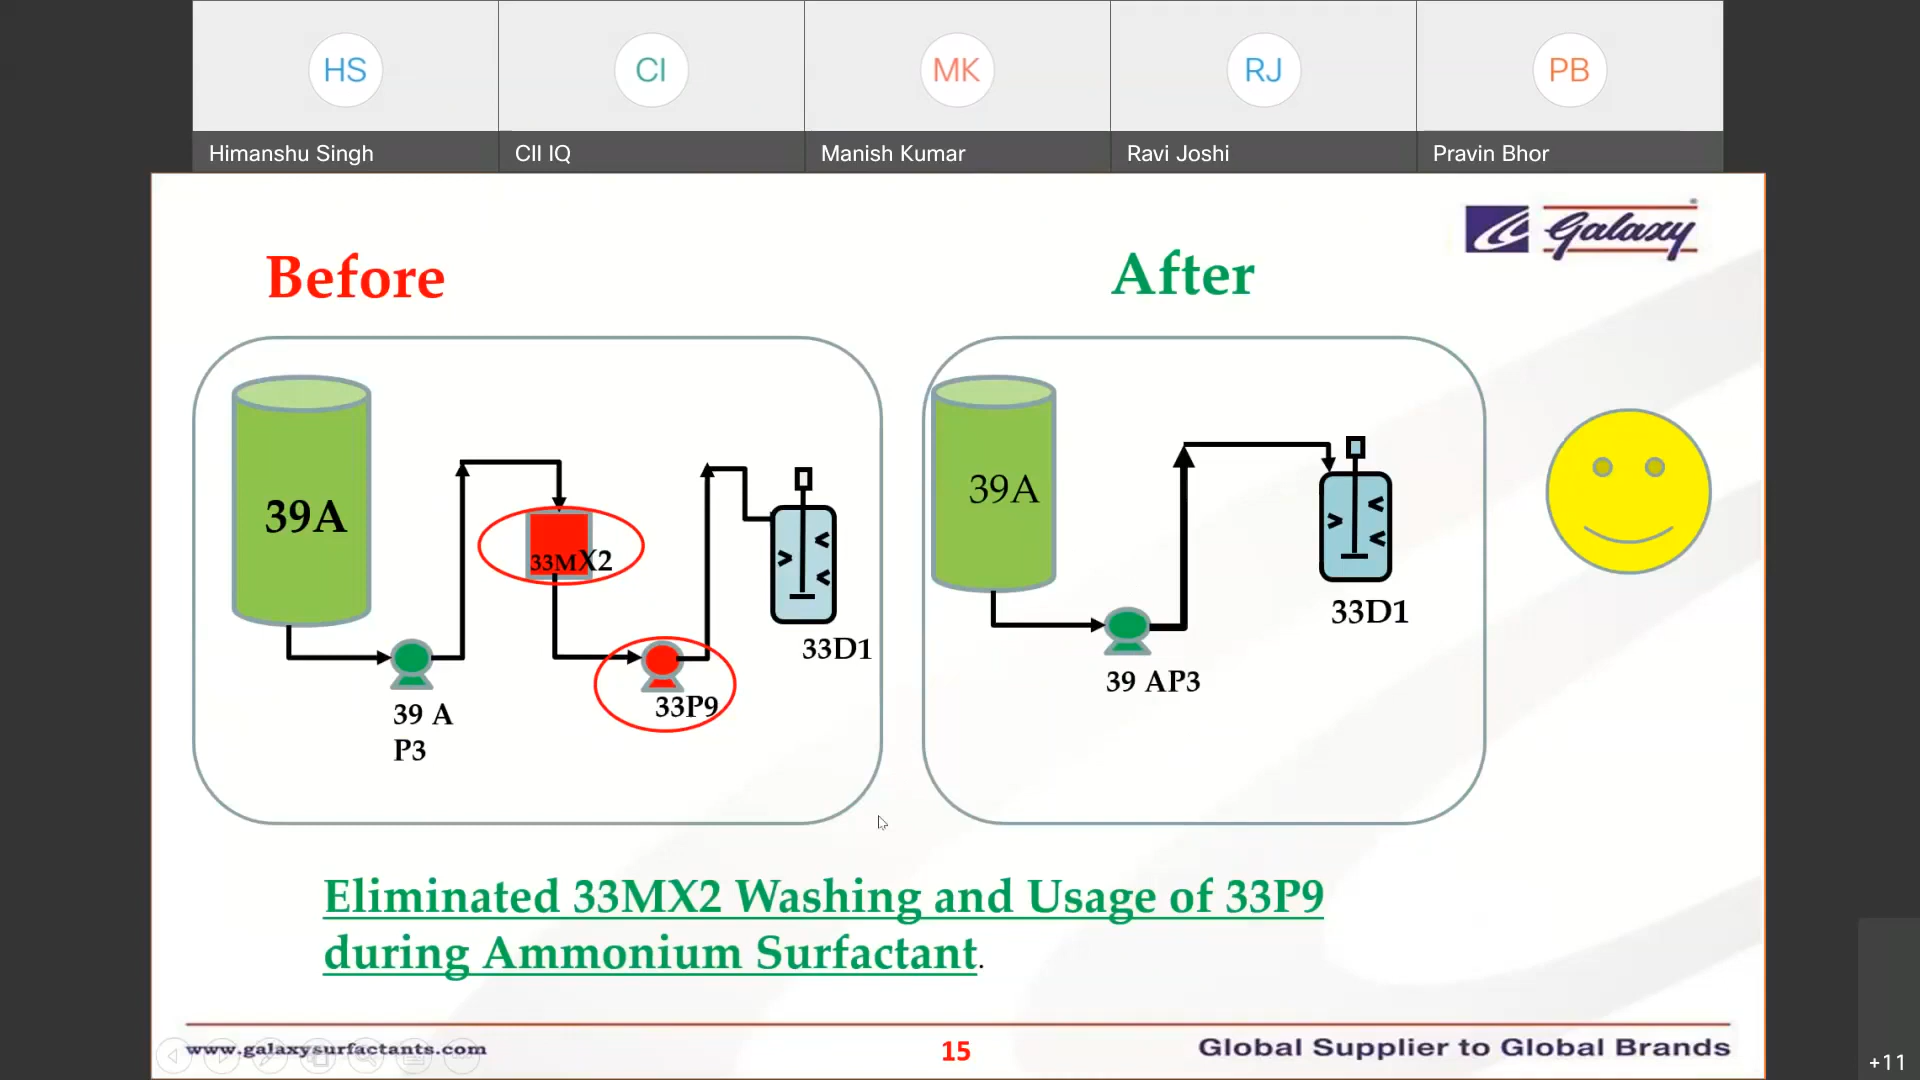 HS
CI
MK
RJ
PB
Himanshu Singh
CII IQ
Manish Kumar
Ravi Joshi
Pravin Bhor
Galaxy
Before
After
39A
33MX2
33P9
33D1
39 A
P3
39A
39 AP3
33D1
Eliminated 33MX2 Washing and Usage of 33P9
during Ammonium Surfactant.
www.galaxysurfactants.com
15
Global Supplier to Global Brands
+11